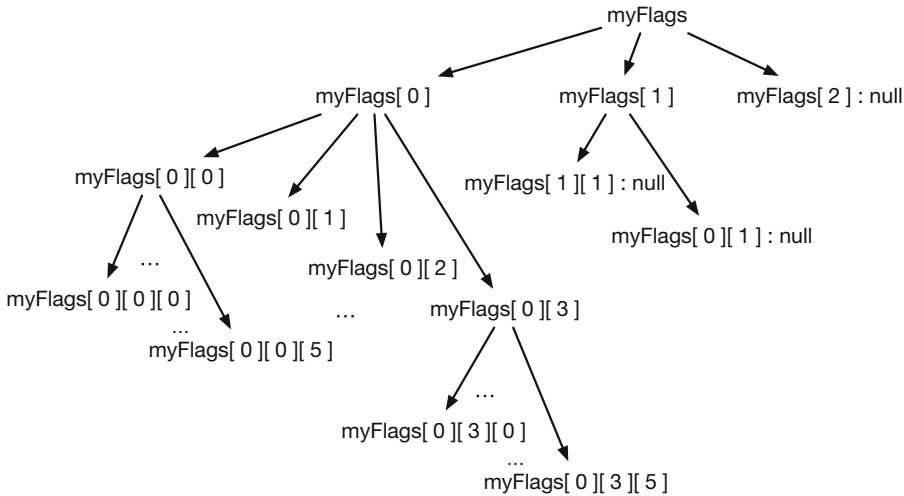 myFlags
myFlags[ 0 ]
myFlags[ 1 ]
myFlags[ 2 ] : null
myFlags[ 0 ][ 0 ]
myFlags[ 1 ][ 1 ] : null
myFlags[ 0 ][ 1 ]
myFlags[ 0 ][ 1 ] : null
...
myFlags[ 0 ][ 2 ]
myFlags[ 0 ][ 0 ][ 0 ]
myFlags[ 0 ][ 3 ]
...
...
myFlags[ 0 ][ 0 ][ 5 ]
...
myFlags[ 0 ][ 3 ][ 0 ]
...
myFlags[ 0 ][ 3 ][ 5 ]